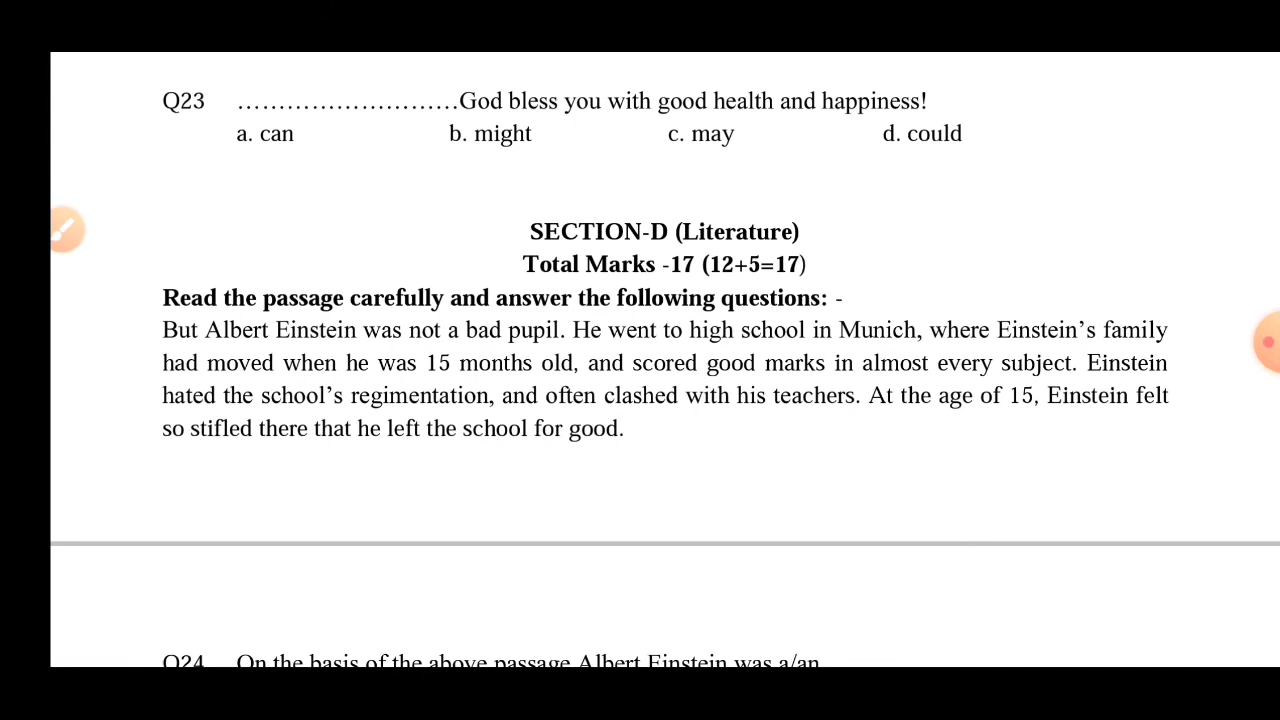 Q23 ...........................God bless you with good health and happiness!
a. can b. might c. may d. could
SECTION-D (Literature)
Total Marks -17 (12+5=17)
Read the passage carefully and answer the following questions: -
But Albert Einstein was not a bad pupil. He went to high school in Munich, where Einstein’s family
had moved when he was 15 months old, and scored good marks in almost every subject. Einstein
hated the school’s regimentation, and often clashed with his teachers. At the age of 15, Einstein felt
so stifled there that he left the school for good.
Q24 On the basis of the above passage Albert Einstein was a/an